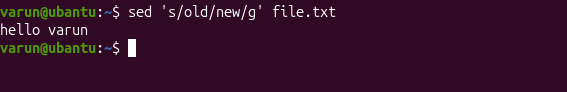 varun@ubantu:~$ sed 's/old/new/g' file.txt
hello varun
varun@ubantu:~$